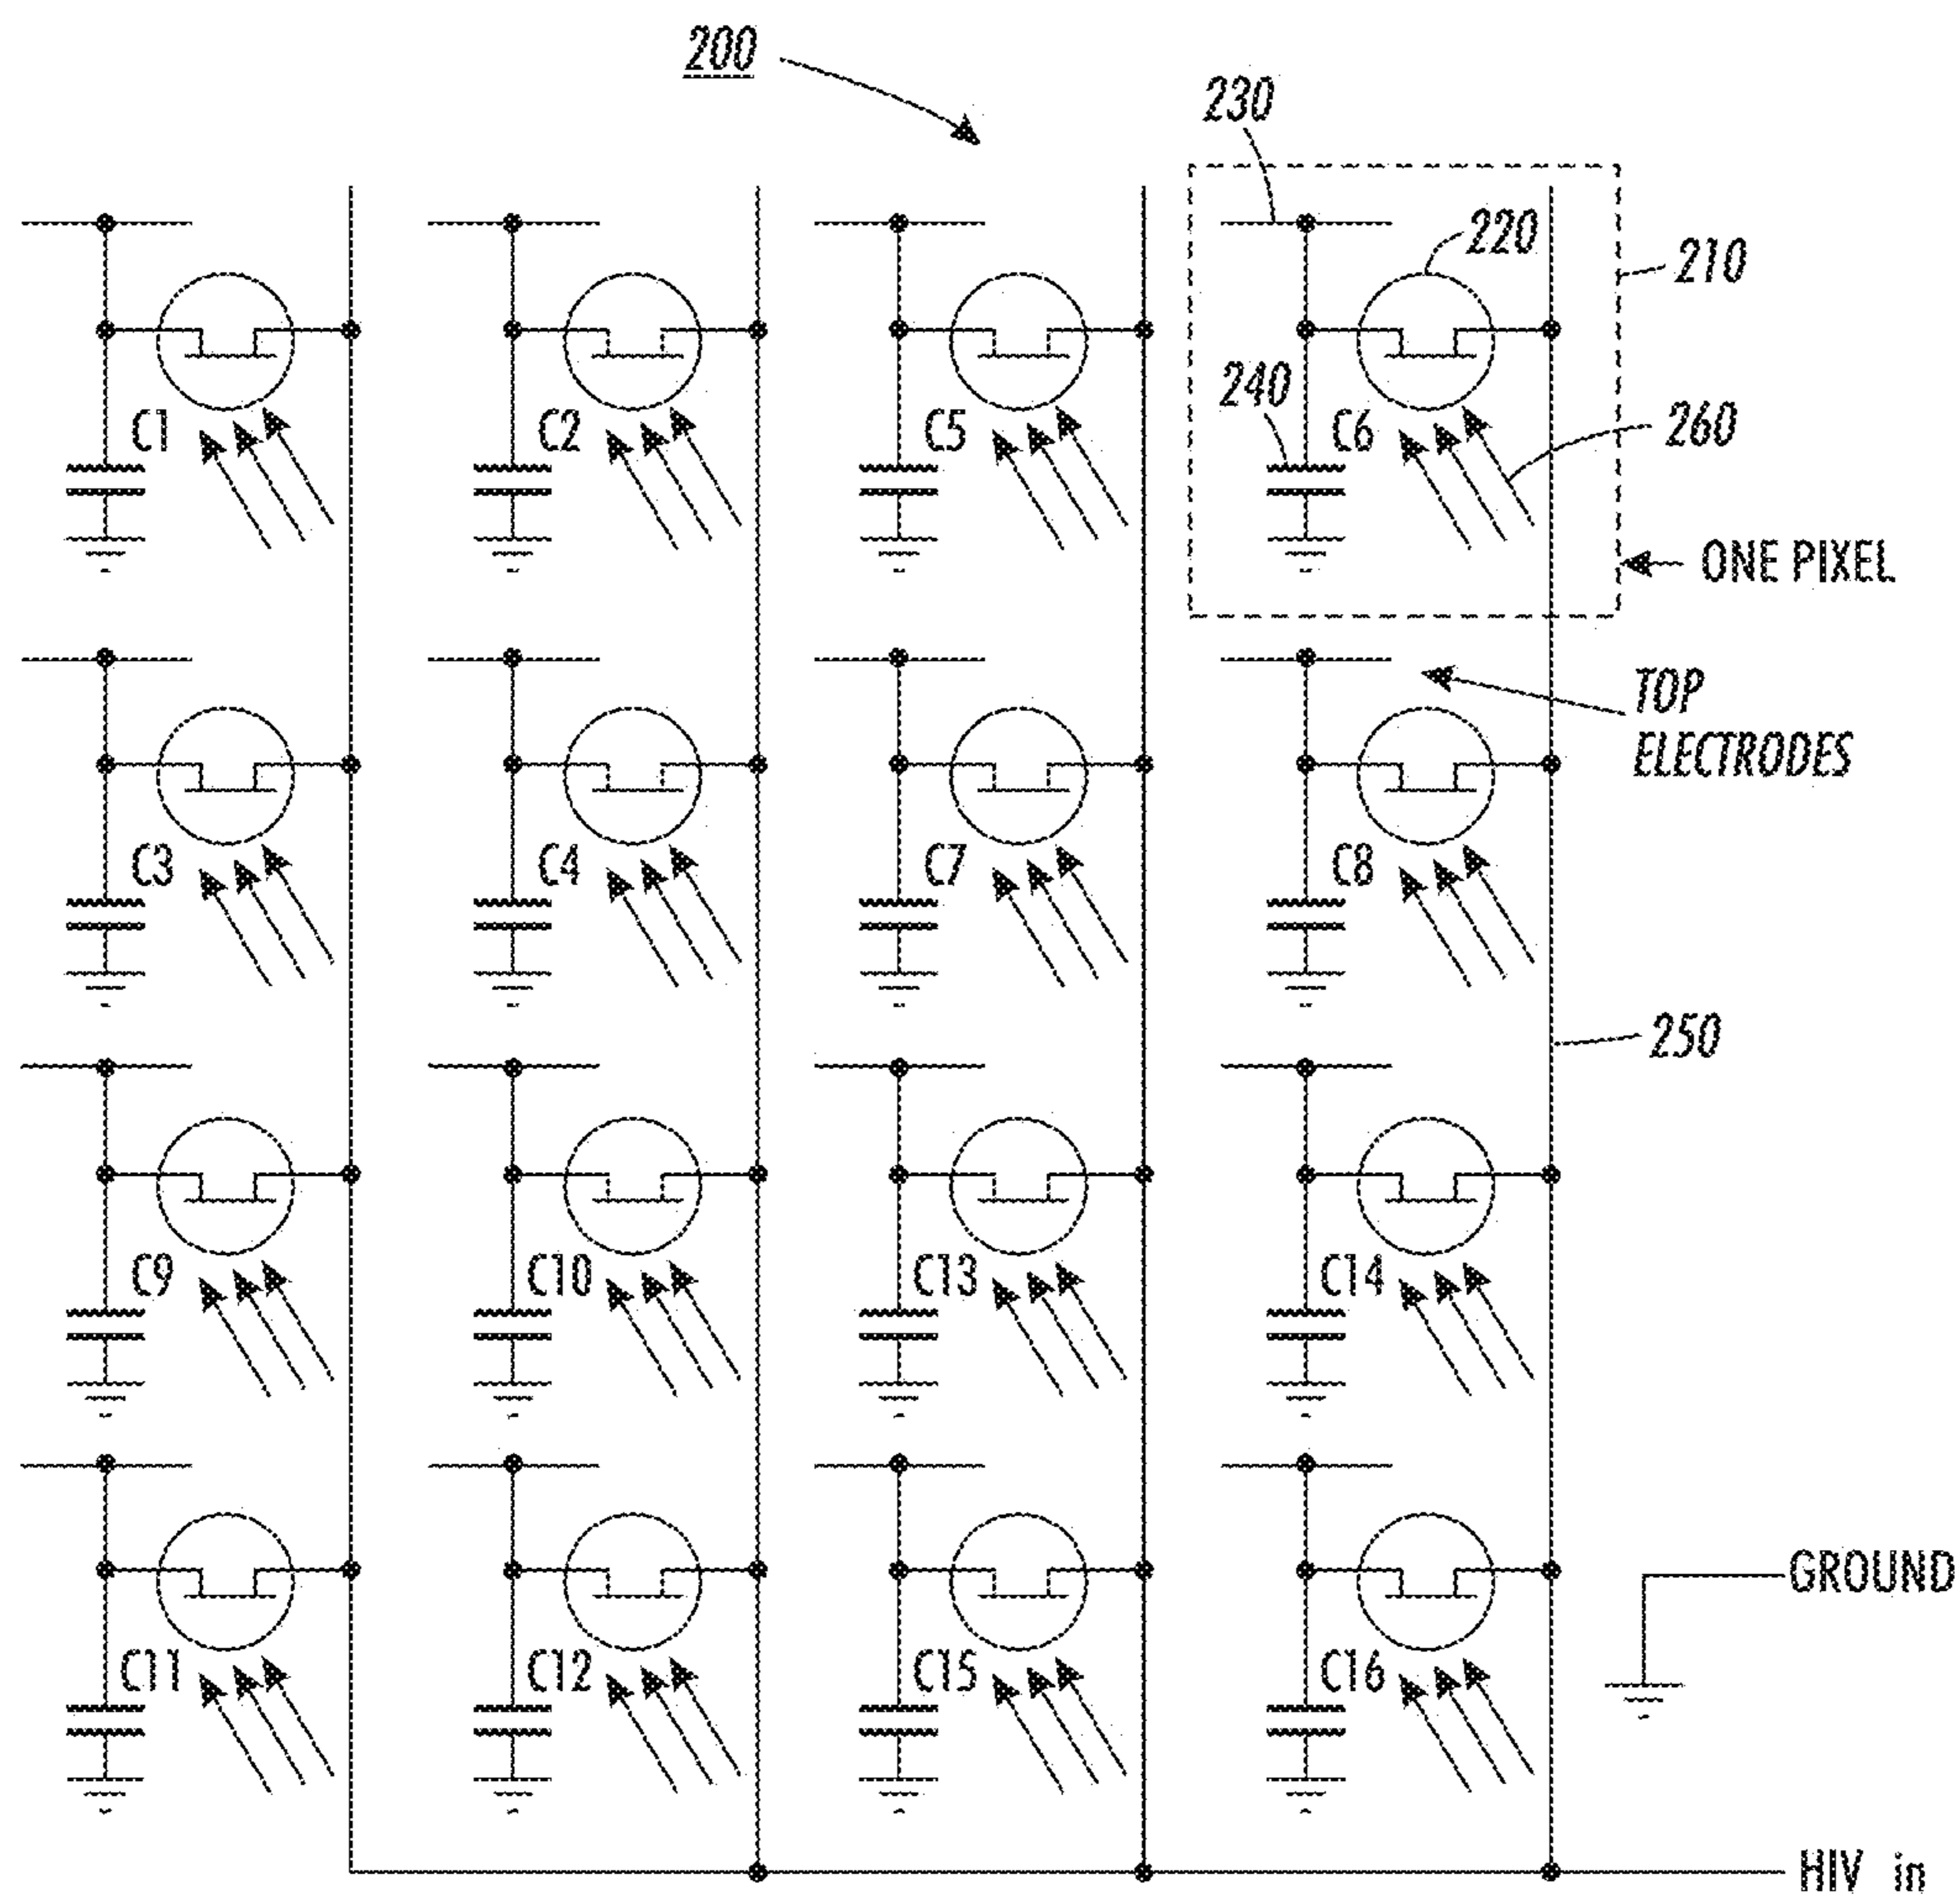 200
230
220
210
C1
C2
C5
240
C6
260
ONE PIXEL
TOP
ELECTRODES
C3
C4
C7
C8
250
C9
C10
C13
C14
GROUND
C11
C12
C15
C16
HIV in